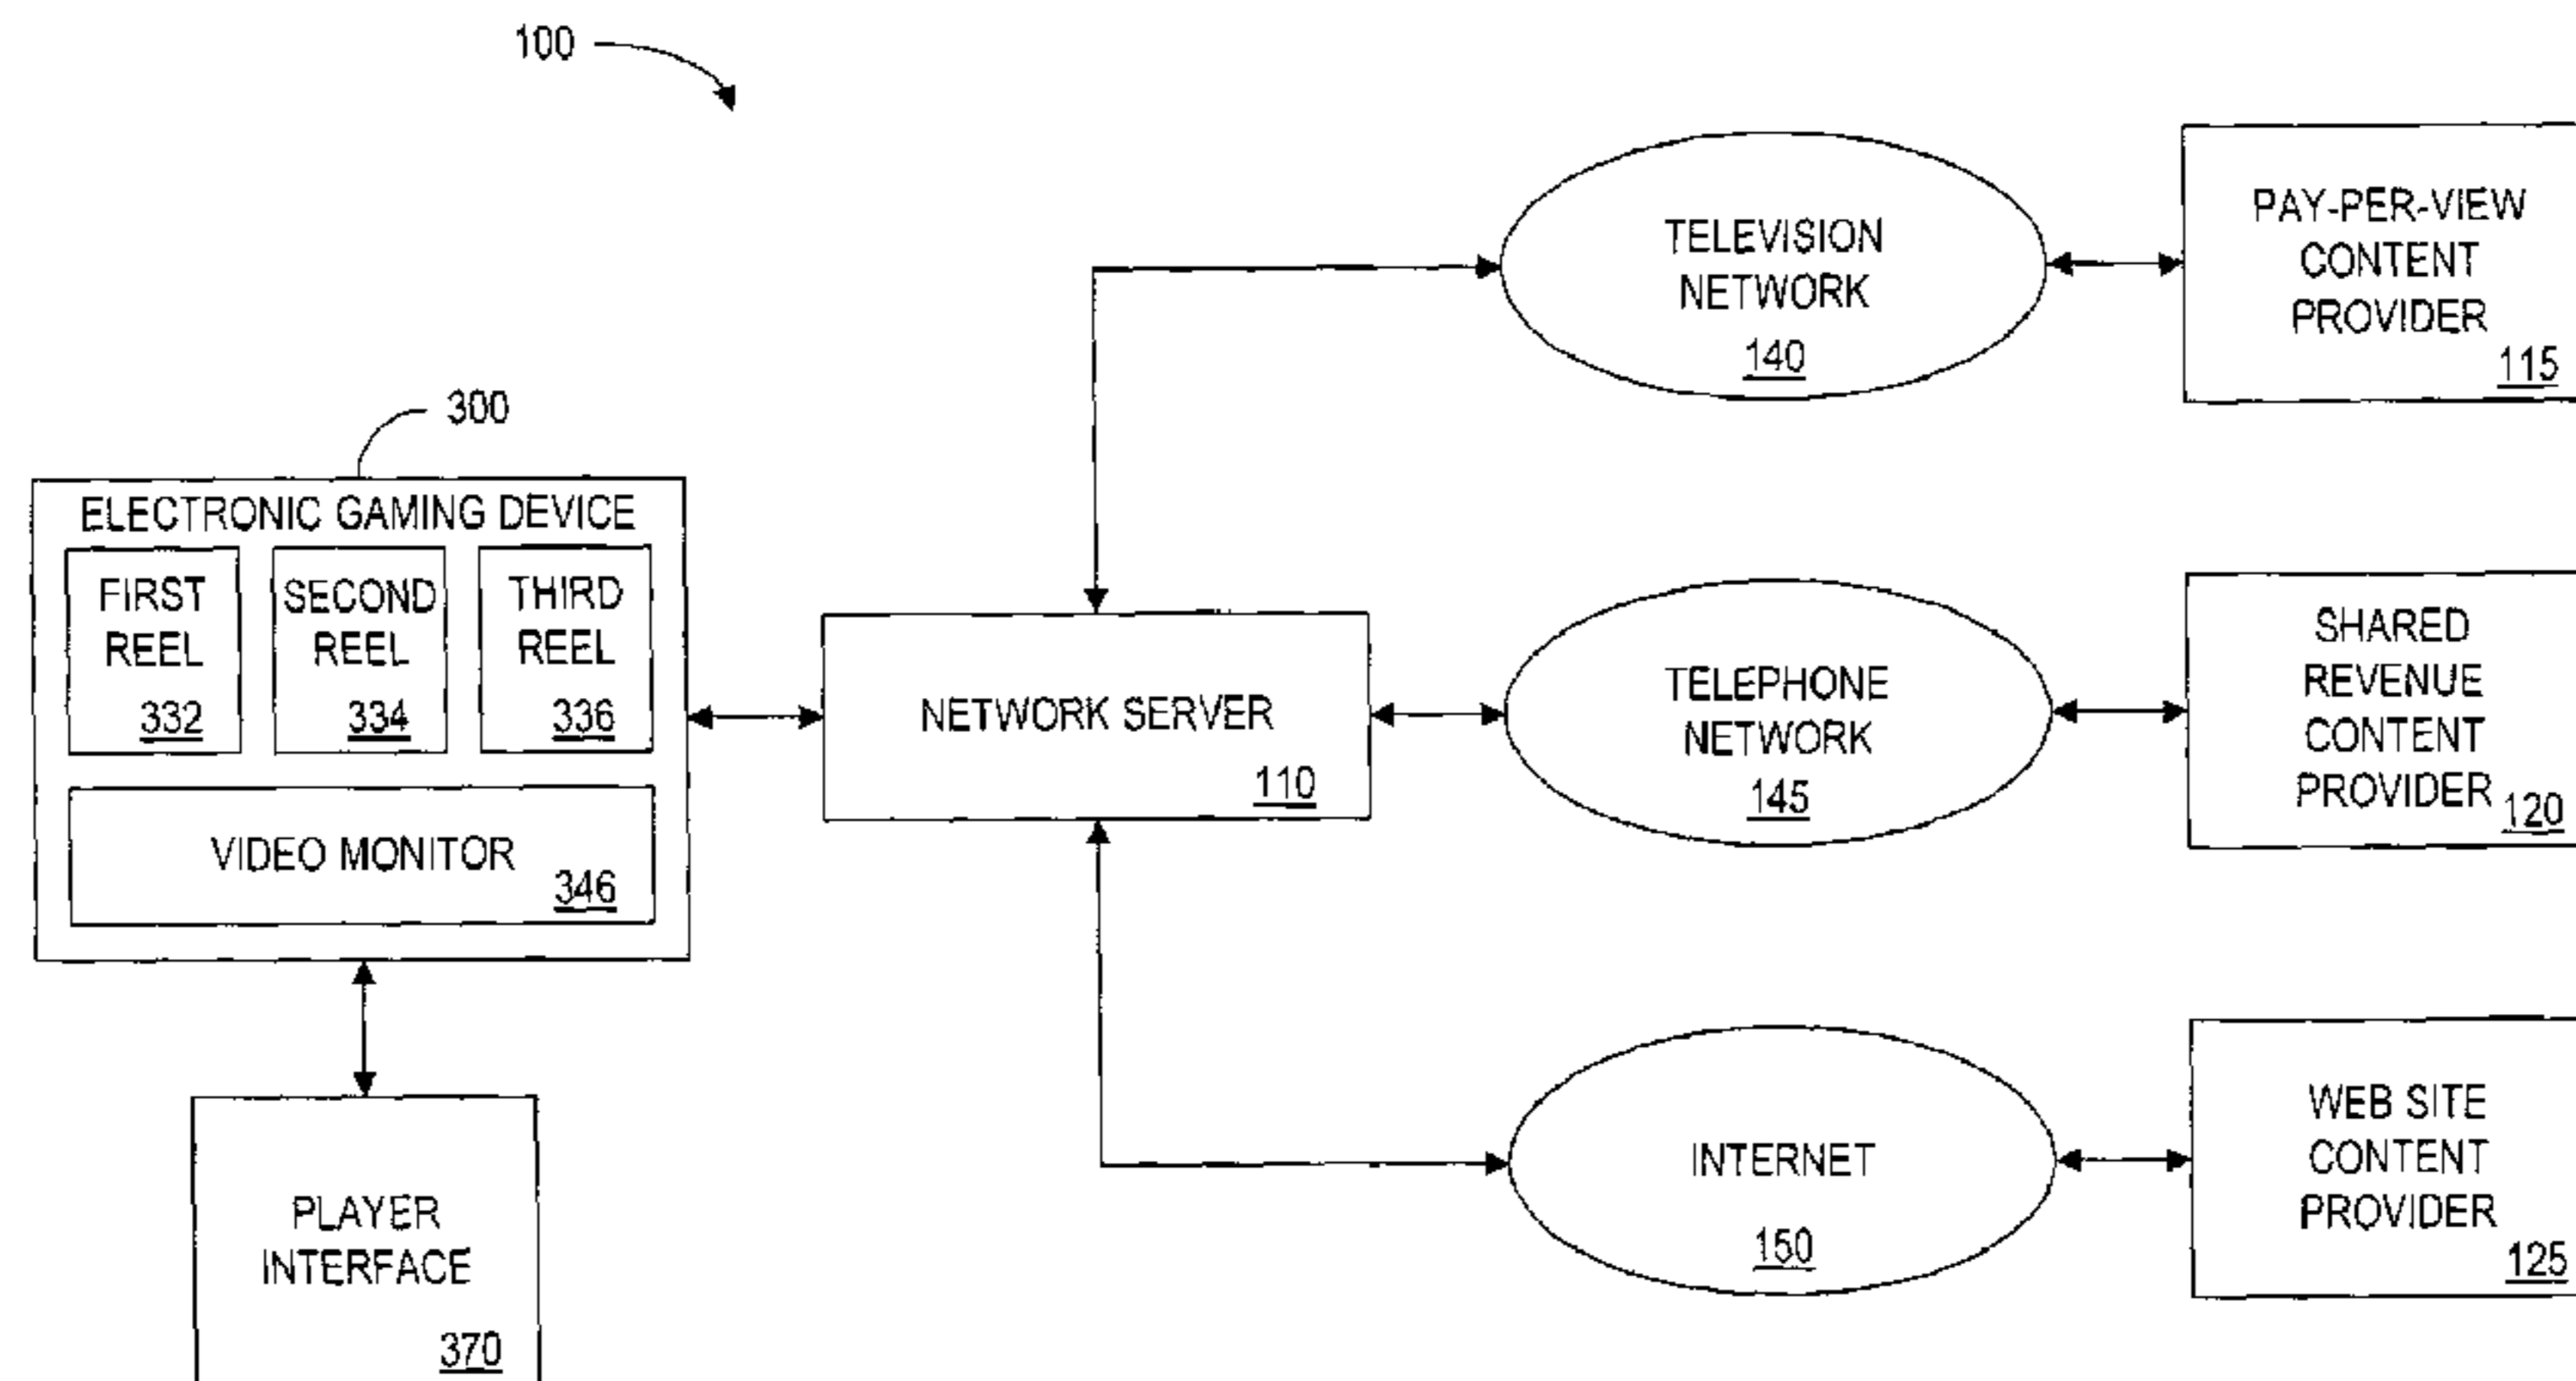 100
300
ELECTRONIC GAMING DEVICE
FIRST
REEL
332
SECOND
REEL
334
THIRD
REEL
336
VIDEO MONITOR
346
PLAYER
INTERFACE
370
NETWORK SERVER
110
TELEVISION
NETWORK
140
PAY-PER-VIEW
CONTENT
PROVIDER
115
TELEPHONE
NETWORK
145
SHARED
REVENUE
CONTENT
PROVIDER
120
INTERNET
150
WEB SITE
CONTENT
PROVIDER
125